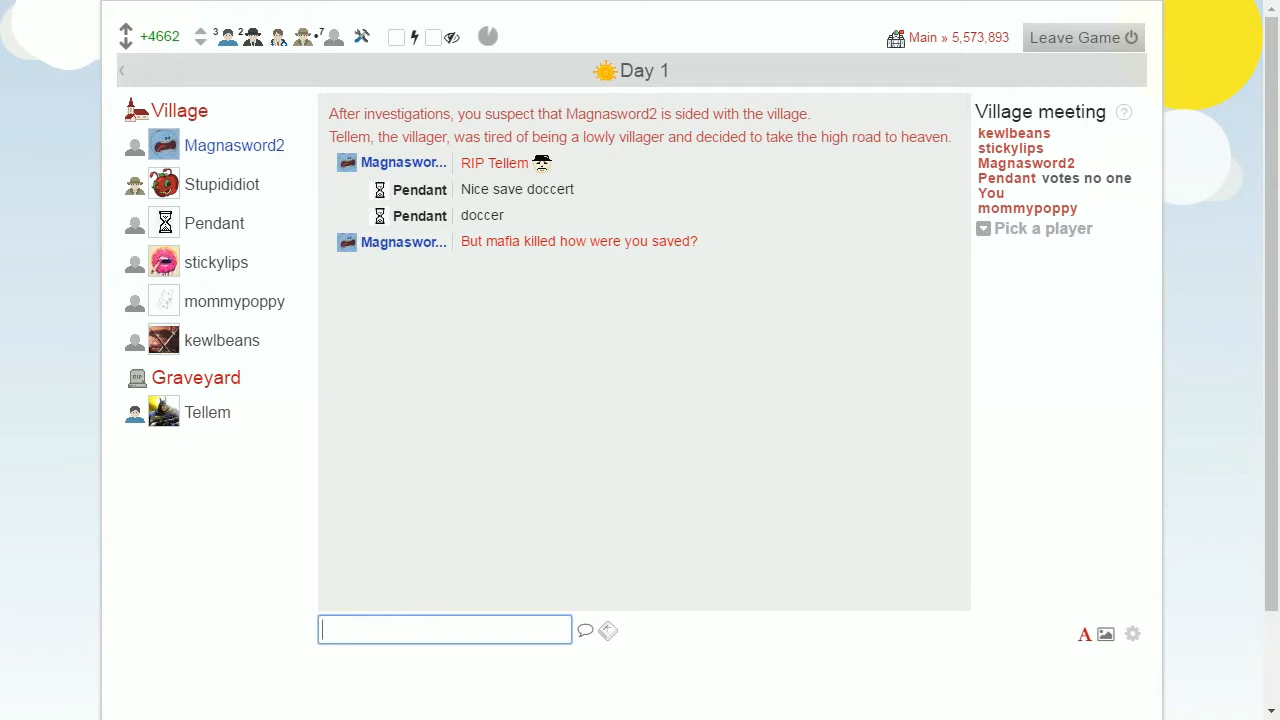 +4662 3 2 7 Main » 5,573,893 Leave Game
Day 1
Village
Magnasword2
Stupididiot
Pendant
stickylips
mommypoppy
kewlbeans
Graveyard
RIP
Tellem
After investigations, you suspect that Magnasword2 is sided with the village.
Tellem, the villager, was tired of being a lowly villager and decided to take the high road to heaven.
Magnaswor... RIP Tellem
Pendant Nice save doccert
Pendant doccer
Magnaswor... But mafia killed how were you saved?
Village meeting ?
kewlbeans
stickylips
Magnasword2
Pendant votes no one
You
mommypoppy
Pick a player
A